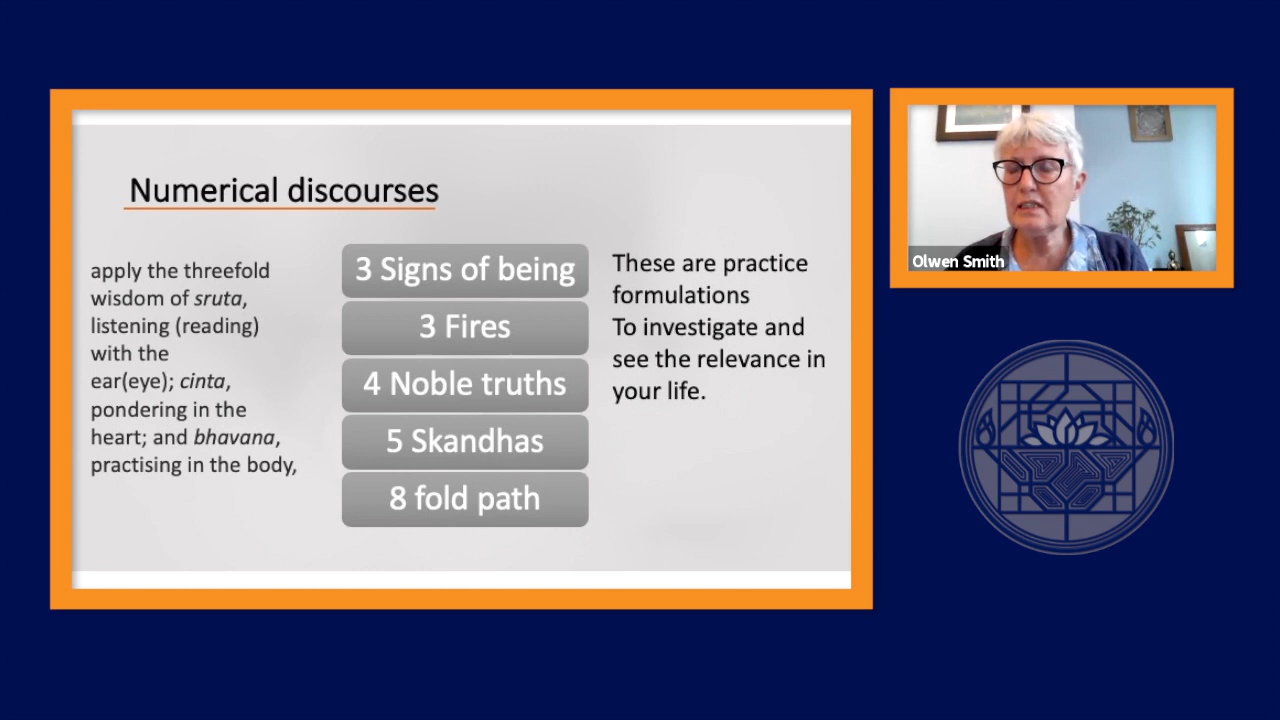 Numerical discourses
apply the threefold
wisdom of sruta,
listening (reading)
with the
ear(eye); cinta,
pondering in the
heart; and bhavana,
practising in the body,
3 Signs of being
3 Fires
4 Noble truths
5 Skandhas
8 fold path
These are practice
formulations
To investigate and
see the relevance in
your life.
Olwen Smith